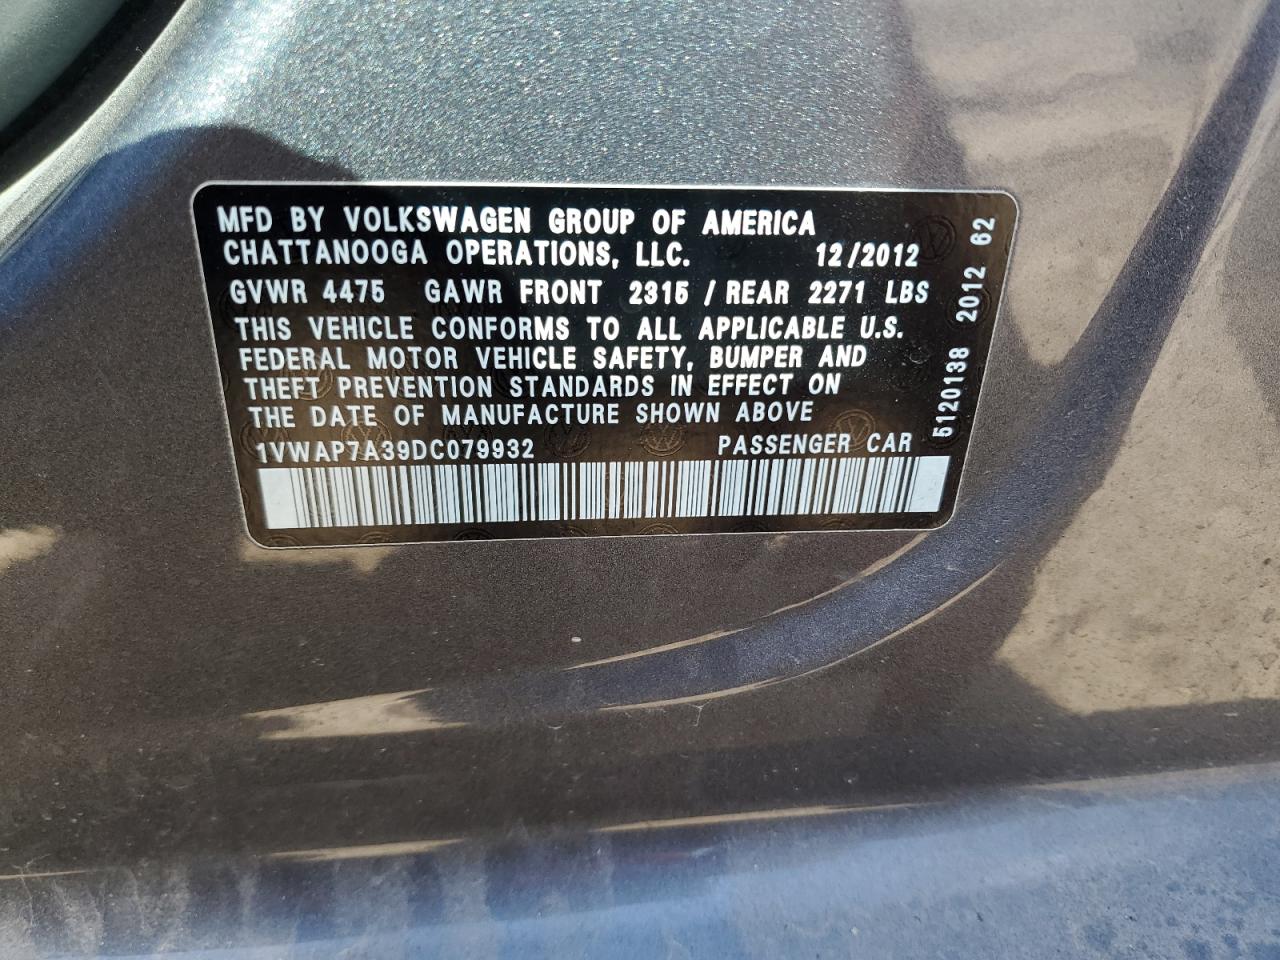 MFD BY VOLKSWAGEN GROUP OF AMERICA
CHATTANOOGA OPERATIONS, LLC. 12/2012
GVWR 4475 GAWR FRONT 2315 / REAR 2271 LBS
THIS VEHICLE CONFORMS TO ALL APPLICABLE U.S.
FEDERAL MOTOR VEHICLE SAFETY, BUMPER AND
THEFT PREVENTION STANDARDS IN EFFECT ON
THE DATE OF MANUFACTURE SHOWN ABOVE
1VWAP7A39DC079932 PASSENGER CAR
5120138 2012 62